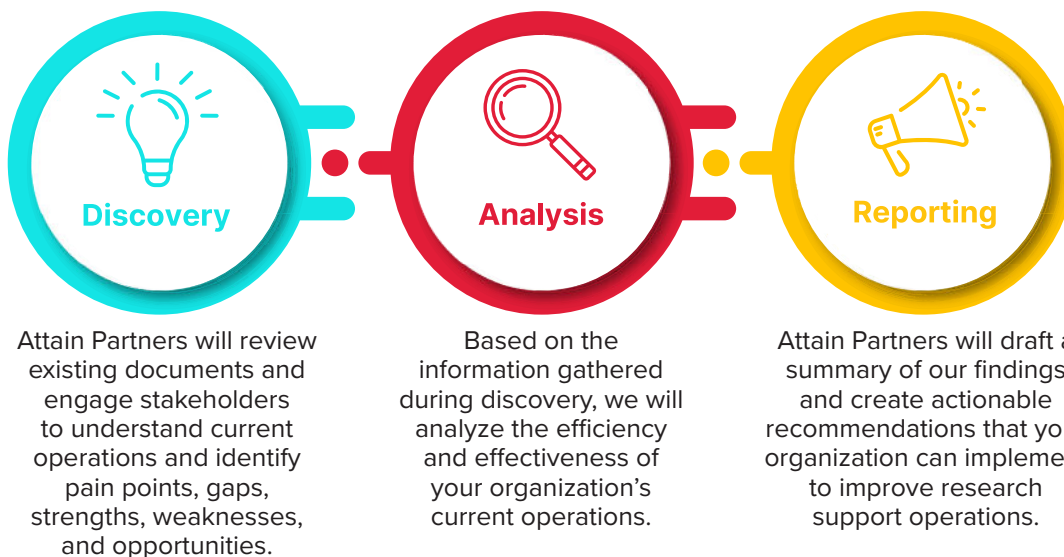 Discovery
Attain Partners will review
existing documents and
engage stakeholders
to understand current
operations and identify
pain points, gaps,
strengths, weaknesses,
and opportunities.
Analysis
Based on the
information gathered
during discovery, we will
analyze the efficiency
and effectiveness of
your organization’s
current operations.
Reporting
Attain Partners will draft a
summary of our findings
and create actionable
recommendations that
organization can
to improve research
support operations.